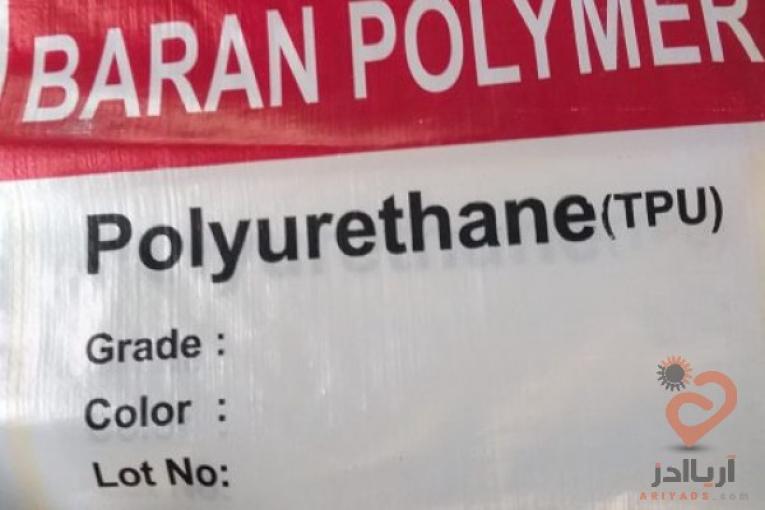 BARAN POLYMER
Polyurethane(TPU)
Grade :
Color :
Lot No:
آریاادز
ARIYADS.com